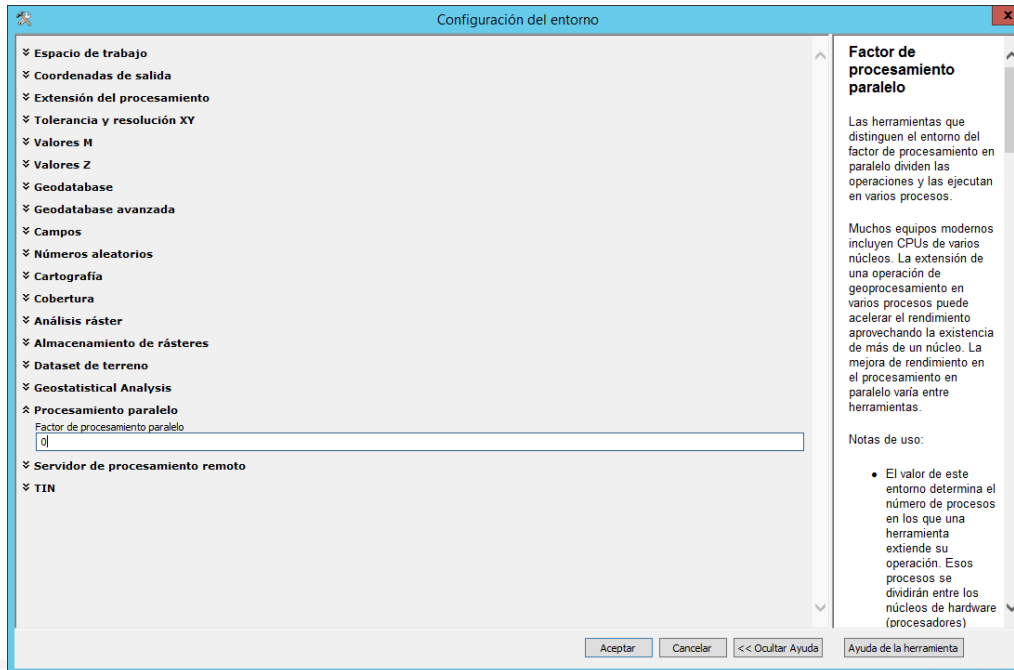 Configuración del entorno
x
Espacio de trabajo
Coordenadas de salida
Extensión del procesamiento
Tolerancia y resolución XY
Valores M
Valores Z
Geodatabase
Geodatabase avanzada
Campos
Números aleatorios
Cartografía
Cobertura
Análisis ráster
Almacenamiento de rásteres
Dataset de terreno
Geostatistical Analysis
Procesamiento paralelo
Factor de procesamiento paralelo
0
Servidor de procesamiento remoto
TIN
Factor de
procesamiento
paralelo
Las herramientas que
distinguen el entorno del
factor de procesamiento en
paralelo dividen las
operaciones y las ejecutan
en varios procesos.
Muchos equipos modernos
incluyen CPUs de varios
núcleos. La extensión de
una operación de
geoprocesamiento en
varios procesos puede
acelerar el rendimiento
aprovechando la existencia
de más de un núcleo. La
mejora de rendimiento en
el procesamiento en
paralelo varía entre
herramientas.
Notas de uso:
• El valor de este
entorno determina el
número de procesos
en los que una
herramienta
extiende su
operación. Esos
procesos se
dividirán entre los
núcleos de hardware
(procesadores)
Aceptar
Cancelar
<< Ocultar Ayuda
Ayuda de la herramienta